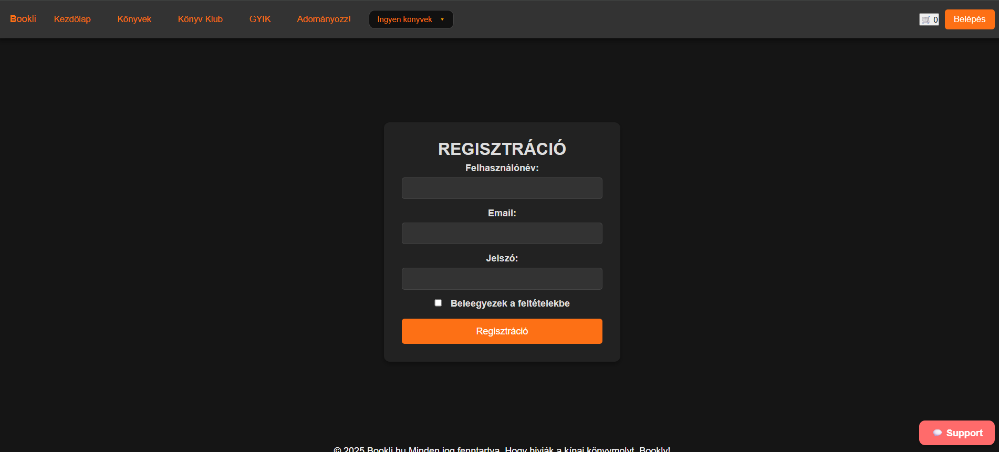 Bookli Kezdőlap Könyvek Könyv Klub GYIK Adományozz! Ingyen könyvek ▼ 🛒 0 Belépés
REGISZTRÁCIÓ
Felhasználónév:
Email:
Jelszó:
Beleegyezek a feltételekbe
Regisztráció
Support
© 2025 Bookli.hu Minden jog fenntartva. Hogy hivják a kínai könyvmolyt. Bookly!